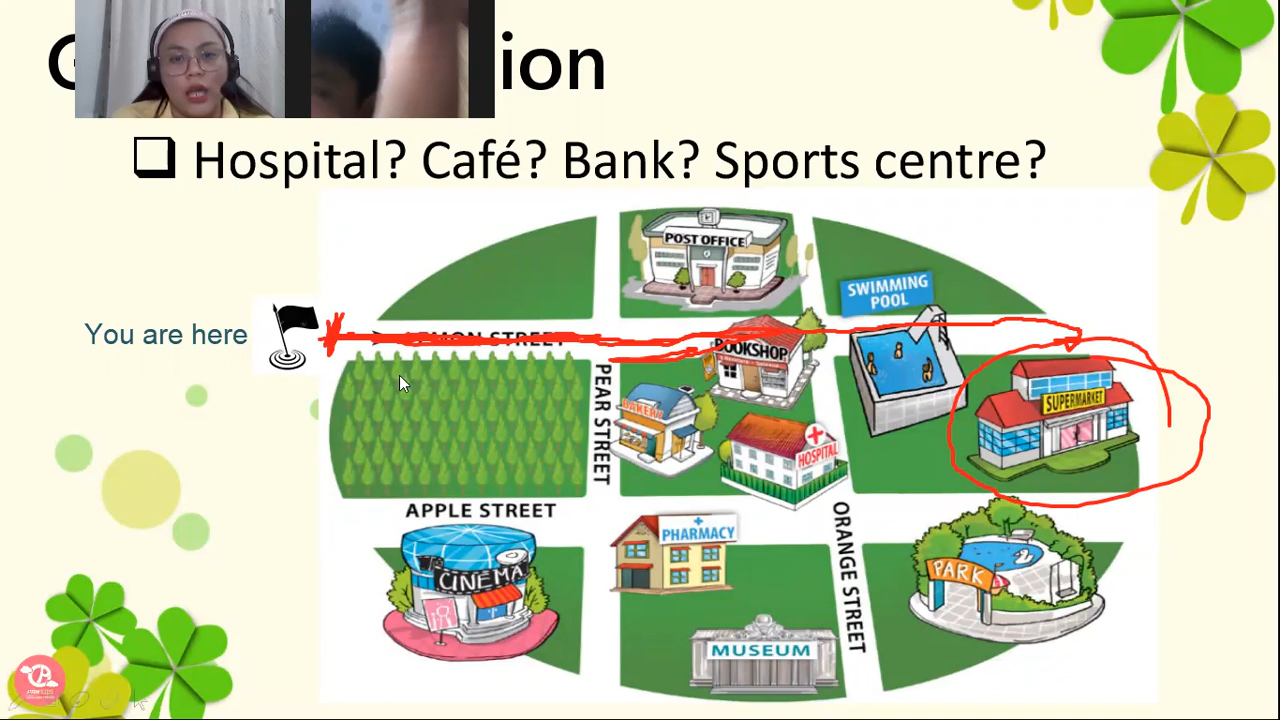 G ion
Hospital? Café? Bank? Sports centre?
POST OFFICE
SWIMMING
POOL
You are here
LEMON STREET
BOOKSHOP
PEAR STREET
BAKERY
SUPERMARKET
HOSPITAL
APPLE STREET
ORANGE STREET
PHARMACY
CINEMA
PARK
MUSEUM